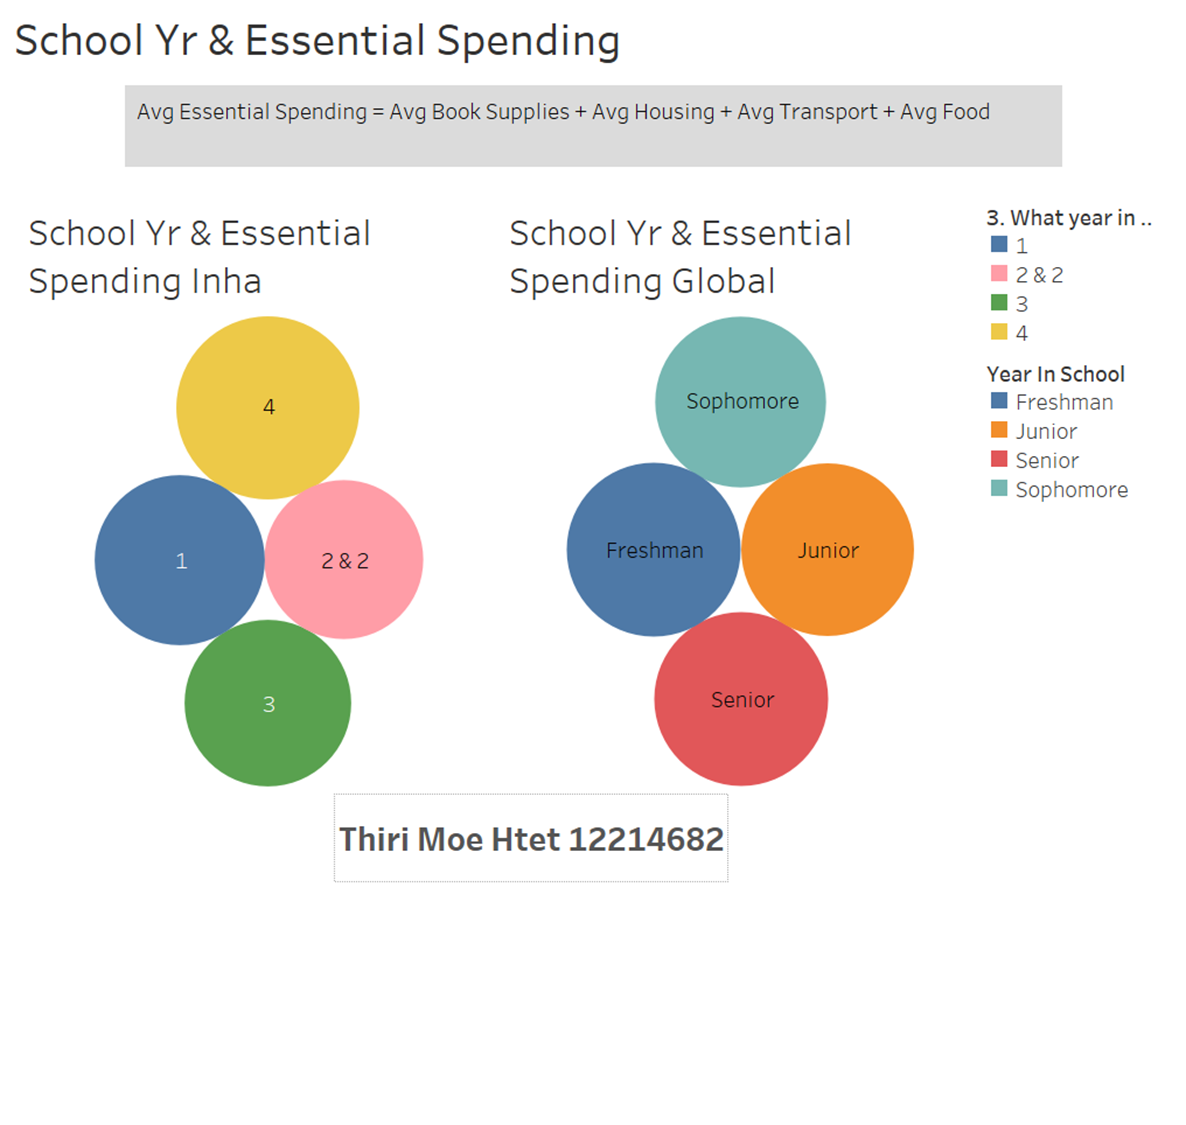 School Yr & Essential Spending
Avg Essential Spending = Avg Book Supplies + Avg Housing + Avg Transport + Avg Food
School Yr & Essential
Spending Inha
4
1
2 & 2
3
School Yr & Essential
Spending Global
Sophomore
Freshman
Junior
Senior
3. What year in ..
1
2 & 2
3
4
Year In School
Freshman
Junior
Senior
Sophomore
Thiri Moe Htet 12214682